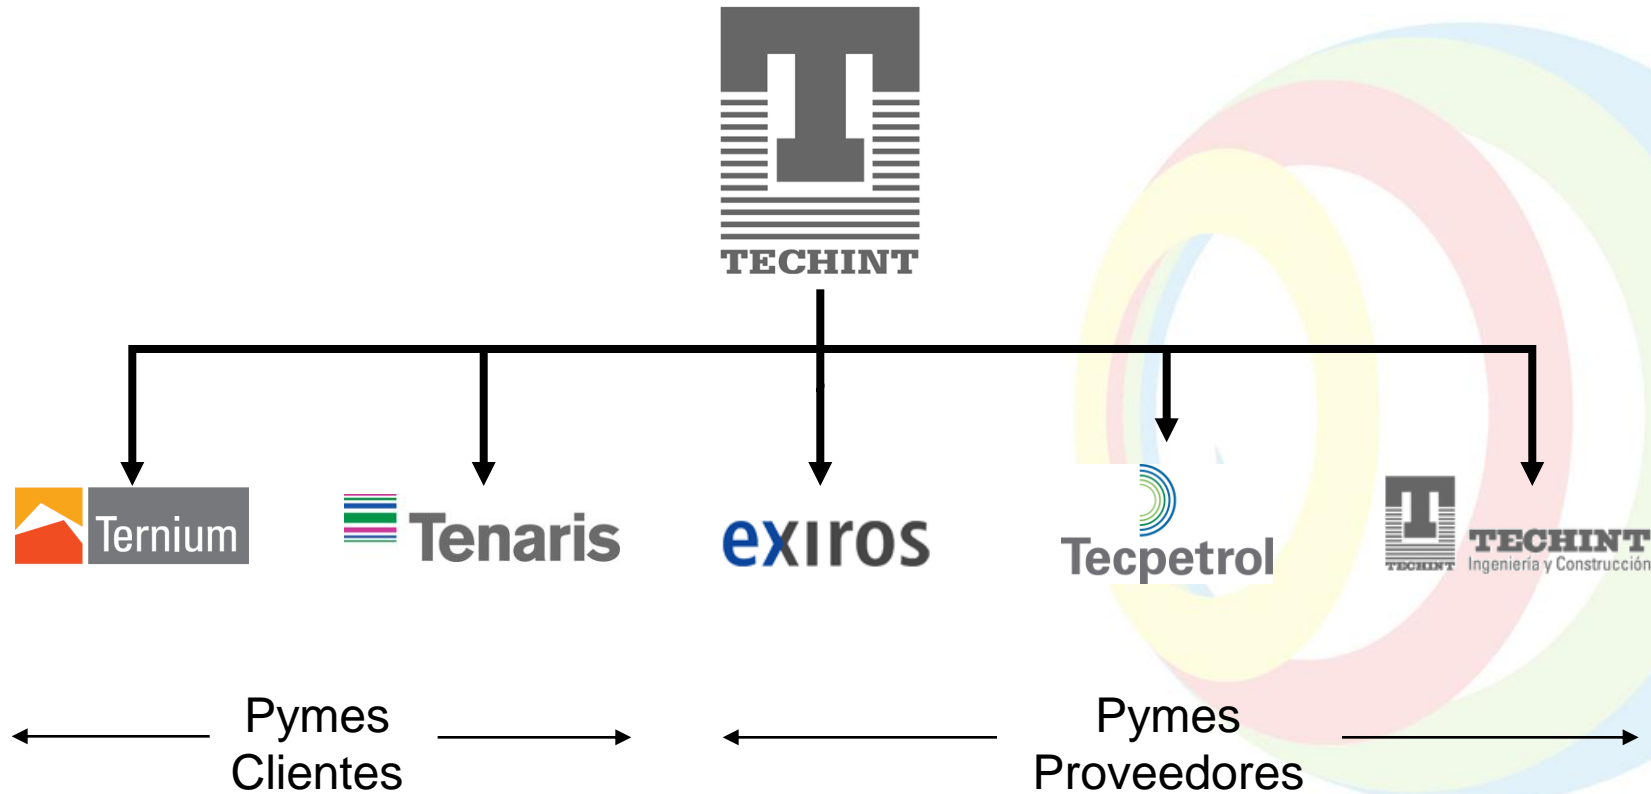 T
TECHINT
Ternium
Tenaris
exiros
Tecpetrol
T
TECHINT
TECHINT
Ingeniería y Construcción
Pymes
Clientes
Pymes
Proveedores